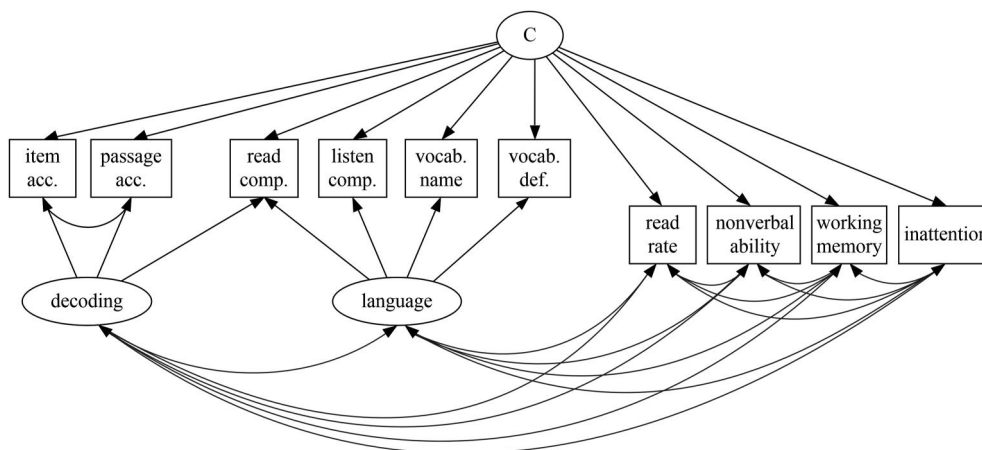 C
item
acc.
passage
acc.
read
comp.
listen
comp.
vocab.
name
vocab.
def.
read
rate
nonverbal
ability
working
memory
inattention
decoding
language